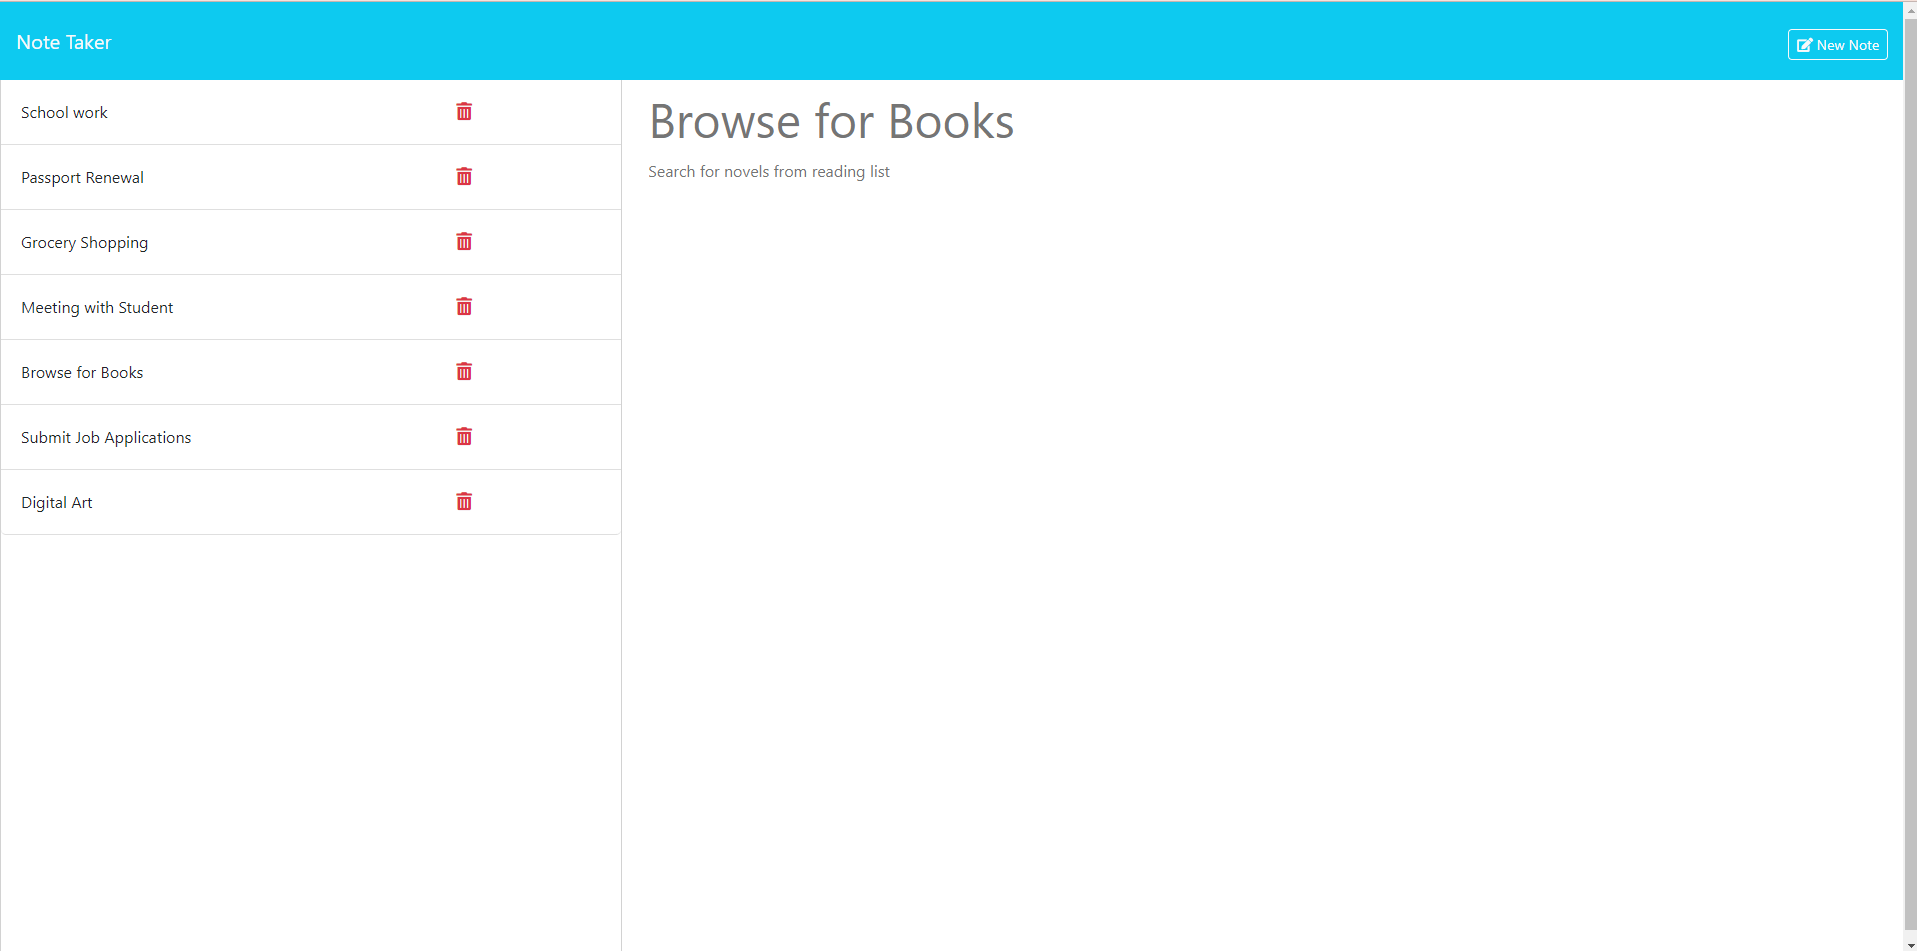 Note Taker
New Note
School work
Passport Renewal
Grocery Shopping
Meeting with Student
Browse for Books
Submit Job Applications
Digital Art
Browse for Books
Search for novels from reading list